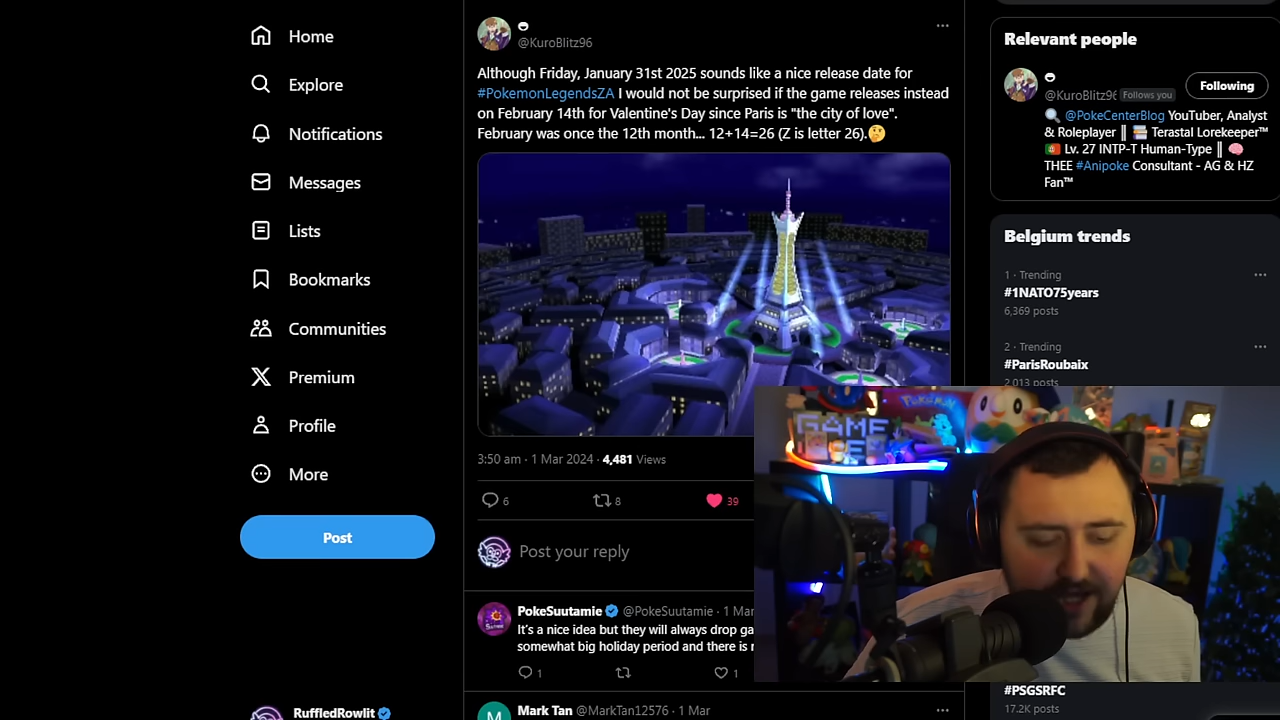 Home
Explore
Notifications
Messages
Lists
Bookmarks
Communities
Premium
Profile
More
Post
RuffledRowlit
@KuroBlitz96
Although Friday, January 31st 2025 sounds like a nice release date for
#PokemonLegendsZA I would not be surprised if the game releases instead
on February 14th for Valentine's Day since Paris is "the city of love".
February was once the 12th month... 12+14=26 (Z is letter 26).🤔
3:50 am · 1 Mar 2024 · 4,481 Views
6
8
39
Post your reply
PokeSuutamie @PokeSuutamie · 1 Mar
It's a nice idea but they will always drop ga
somewhat big holiday period and there is
1
1
M
Mark Tan @MarkTan12576 · 1 Mar
Relevant people
@KuroBlitz96 Follows you
Following
🔍 @PokeCenterBlog YouTuber, Analyst
& Roleplayer ║ 📚 Terastal Lorekeeper™
🇵🇹 Lv. 27 INTP-T Human-Type ║ 🧠
THEE #Anipoke Consultant - AG & HZ
Fan™
Belgium trends
1 · Trending
#1NATO75years
6,369 posts
2 · Trending
#ParisRoubaix
2,013 posts
GAME
#PSGSRFC
17.2K posts